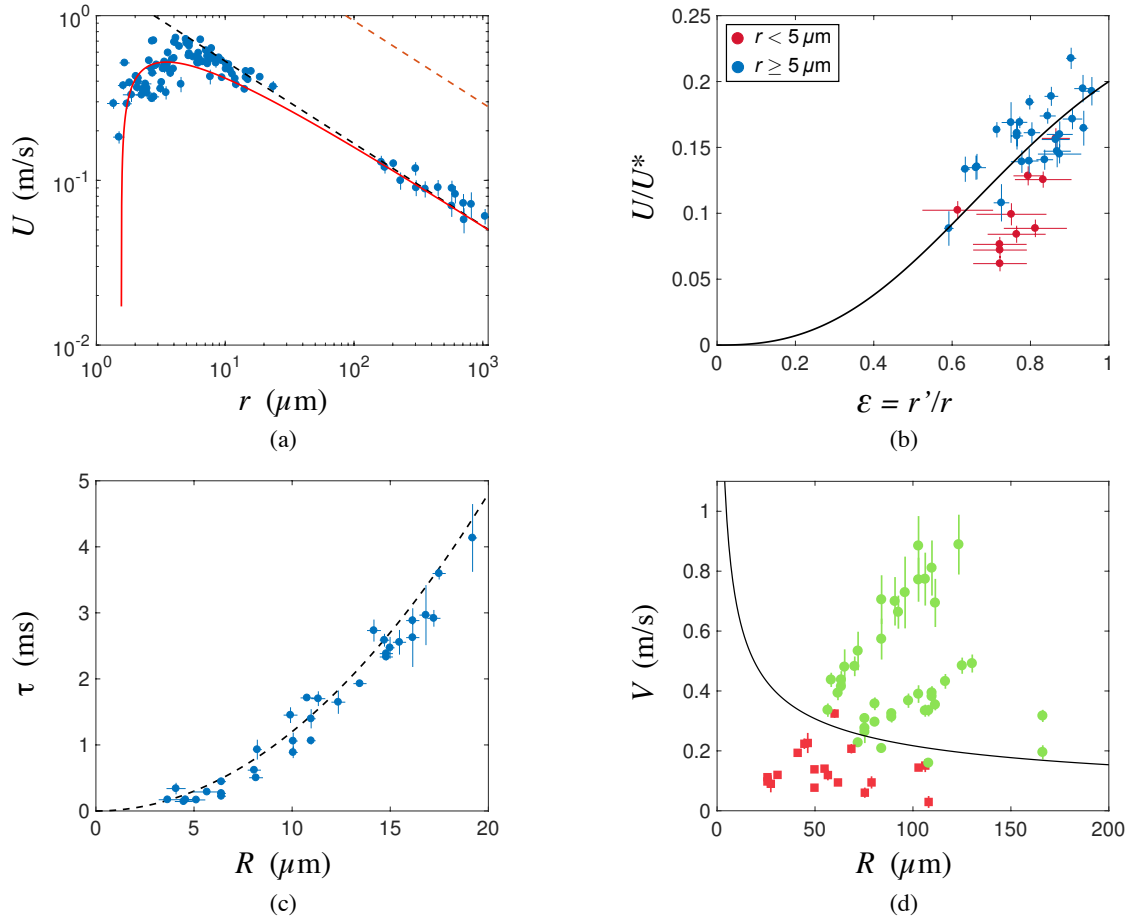 10^0
10^{-1}
10^{-2}
U (m/s)
10^0
10^1
10^2
10^3
r (µm)
(a)
r < 5 µm
r ≥ 5 µm
0.25
0.2
0.15
0.1
0.05
0
U/U*
0
0.2
0.4
0.6
0.8
1
ε = r’/r
(b)
5
4
3
2
1
0
τ (ms)
0
5
10
15
20
R (µm)
(c)
1
0.8
0.6
0.4
0.2
0
V (m/s)
0
50
100
150
200
R (µm)
(d)